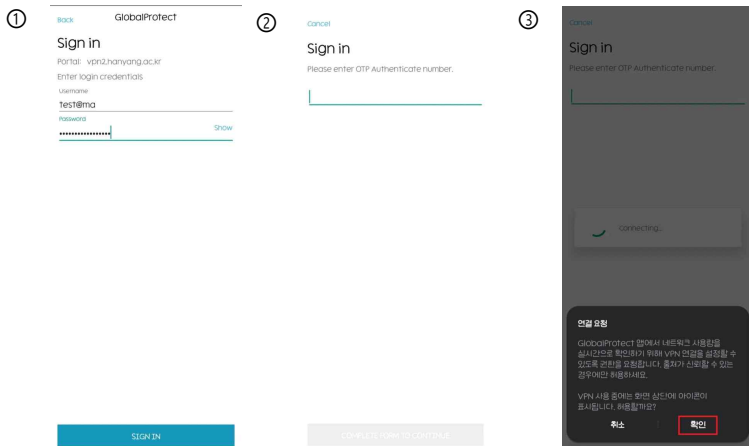 ①
Back GlobalProtect
Sign in
Portal: vpn2.hanyang.ac.kr
Enter login credentials
Username
test@ma
Password
•••••••••••••••••
Show
SIGN IN
②
Cancel
Sign in
Please enter OTP Authenticate number.
COMPLETE FORM TO CONTINUE
③
Cancel
Sign in
Please enter OTP Authenticate number.
Connecting...
연결 요청
GlobalProtect 앱에서 네트워크 사용량을
실시간으로 확인하기 위해 VPN 연결을 설정할 수
있도록 권한을 요청합니다. 출처가 신뢰할 수 있는
경우에만 허용하세요.
VPN 사용 중에는 화면 상단에 아이콘이
표시됩니다. 허용할까요?
취소 확인